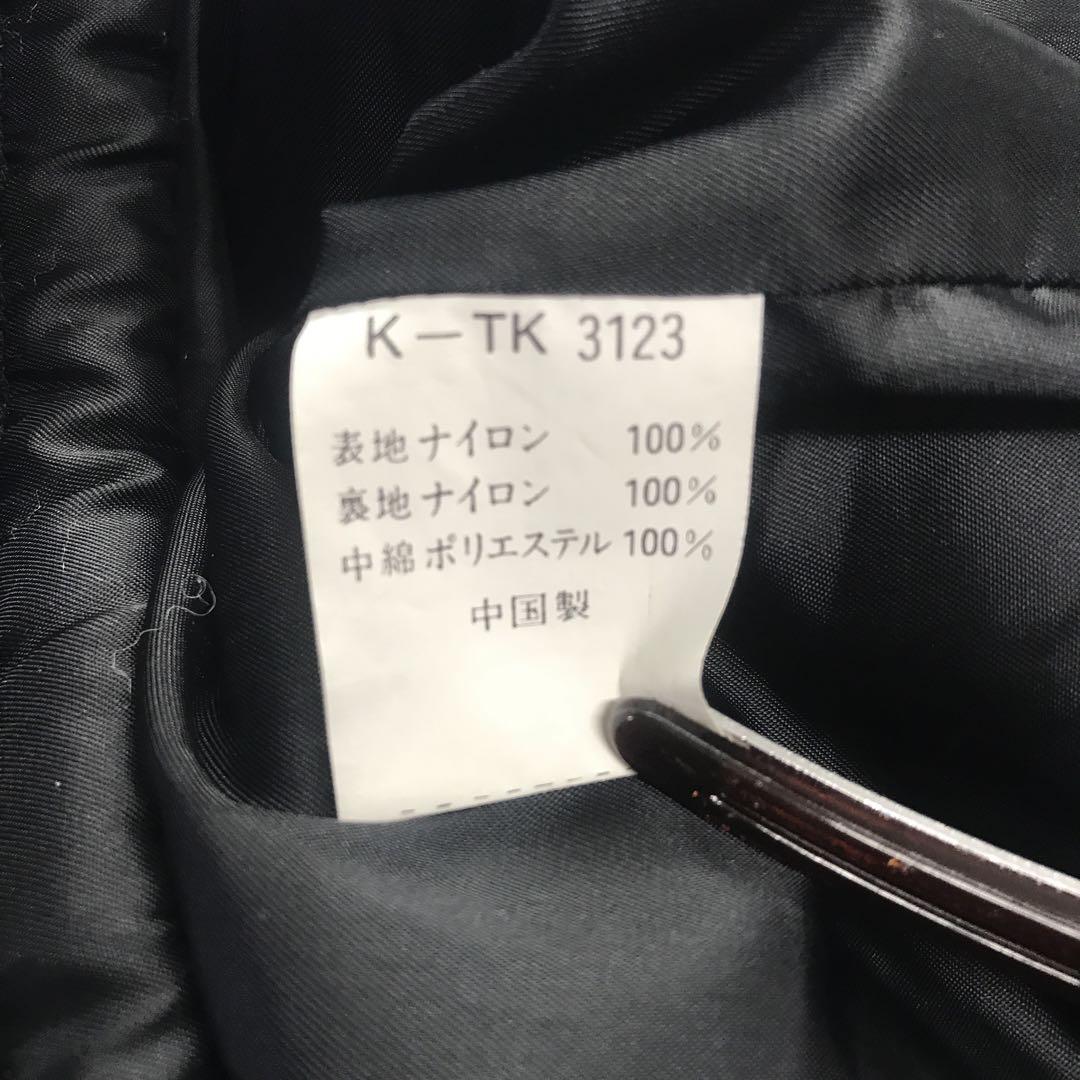 K－TK 3123
表地ナイロン 100%
裏地ナイロン 100%
中綿ポリエステル 100%
中国製